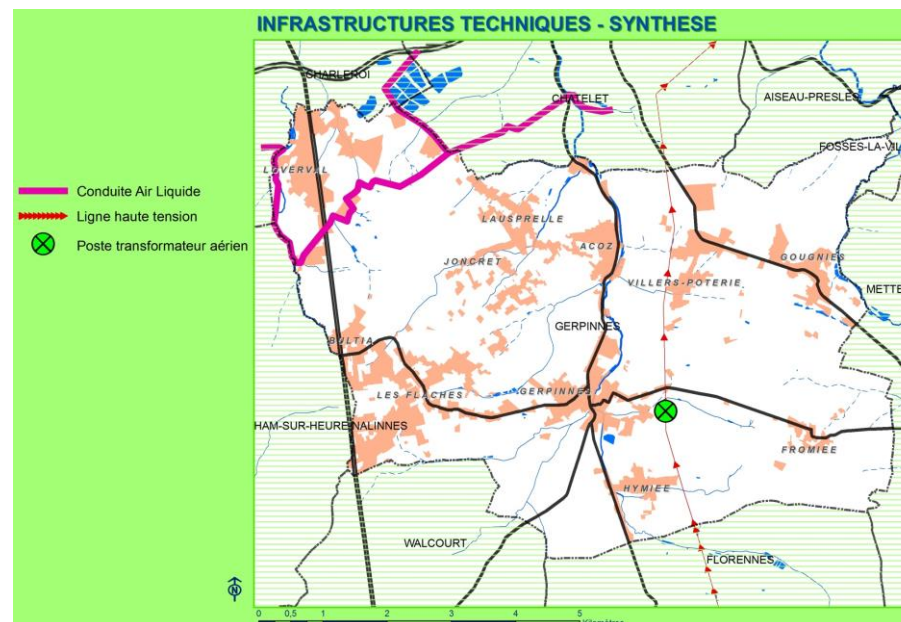 INFRASTRUCTURES TECHNIQUES - SYNTHESE
CHARLEROI
CHATELET
AISEAU-PRESLES
FOSSES-LA-VIL
LOVERVAL
Conduite Air Liquide
Ligne haute tension
Poste transformateur aérien
LAUSPRELLE
ACOZ
JONCRET
GOUGNIES
VILLERS-POTERIE
METTE
GERPINNES
BULTIA
LES FLACHES
GERPINNES
HAM-SUR-HEURE-NALINNES
FROMIEE
HYMIEE
WALCOURT
FLORENNES
N
0 0,5 1 2 3 4 5
Kilomètres